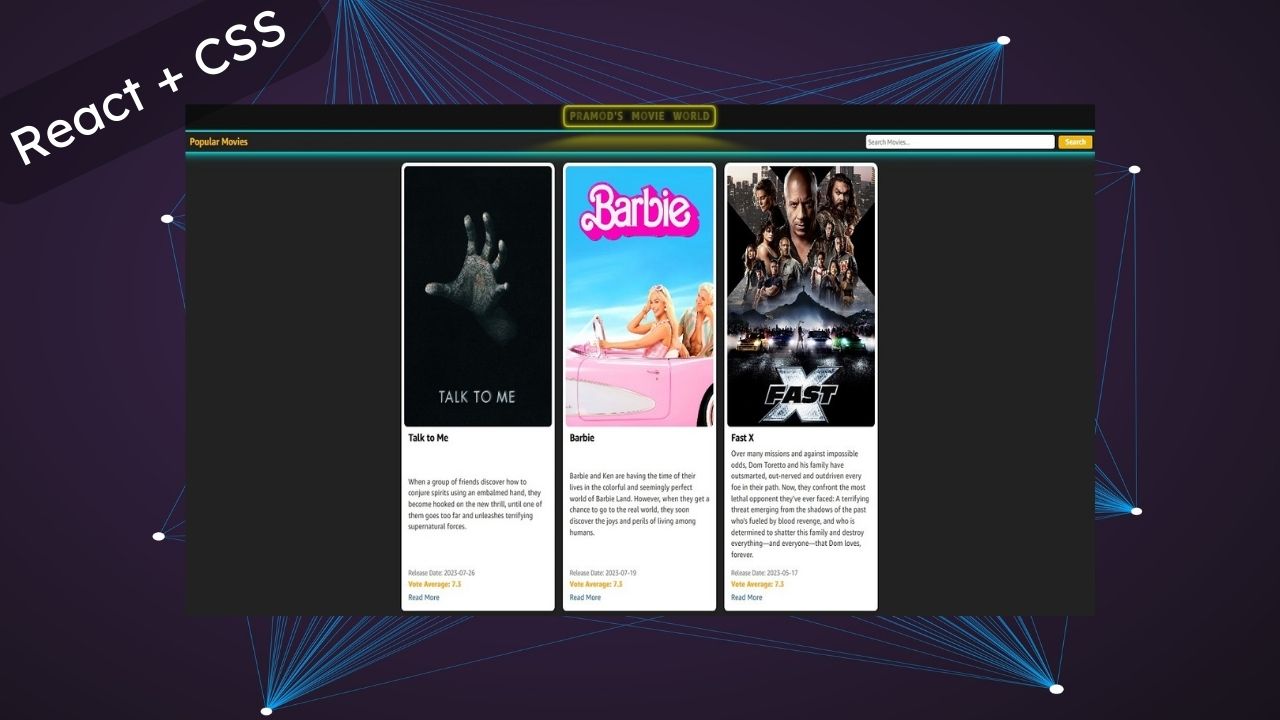 React + CSS
PRAMOD'S MOVIE WORLD
Popular Movies
Search Movies...
Search
TALK TO ME
Talk to Me
When a group of friends discover how to
conjure spirits using an embalmed hand, they
become hooked on the new thrill, until one of
them goes too far and unleashes terrifying
supernatural forces.
Release Date: 2023-07-26
Vote Average: 7.3
Read More
Barbie
Barbie
Barbie and Ken are having the time of their
lives in the colorful and seemingly perfect
world of Barbie Land. However, when they get a
chance to go to the real world, they soon
discover the joys and perils of living among
humans.
Release Date: 2023-07-19
Vote Average: 7.3
Read More
FAST X
Fast X
Over many missions and against impossible
odds, Dom Toretto and his family have
outsmarted, out-nerved and outdriven every
foe in their path. Now, they confront the most
lethal opponent they've ever faced: A terrifying
threat emerging from the shadows of the past
who's fueled by blood revenge, and who is
determined to shatter this family and destroy
everything—and everyone—that Dom loves,
forever.
Release Date: 2023-05-17
Vote Average: 7.3
Read More